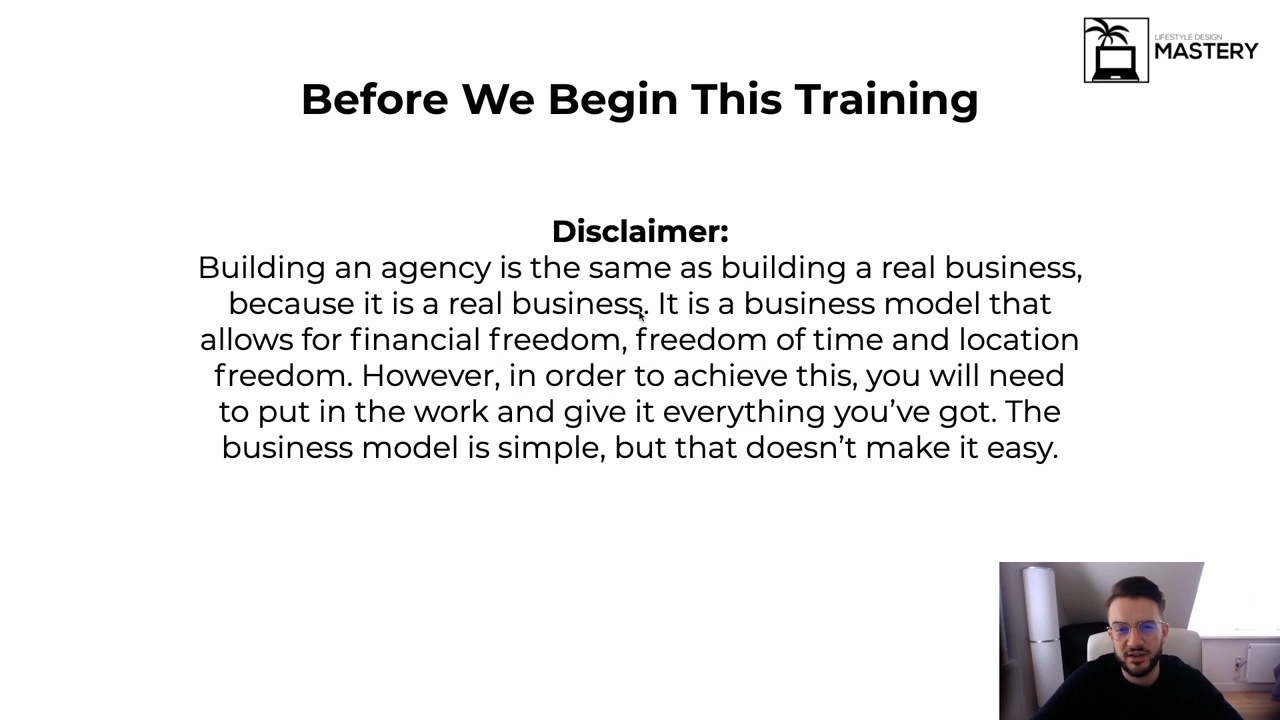 LIFESTYLE DESIGN
MASTERY
Before We Begin This Training
Disclaimer:
Building an agency is the same as building a real business,
because it is a real business. It is a business model that
allows for financial freedom, freedom of time and location
freedom. However, in order to achieve this, you will need
to put in the work and give it everything you’ve got. The
business model is simple, but that doesn’t make it easy.